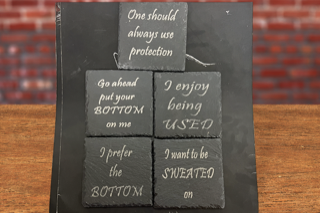 One should
always use
protection
Go ahead
put your
BOTTOM
on me
I enjoy
being
USED
I prefer
the
BOTTOM
I want to be
SWEATED
on